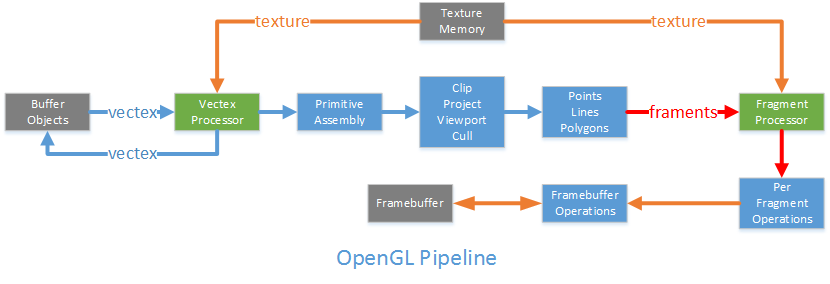 Texture
Memory
texture
texture
Buffer
Objects
vectex
Vectex
Processor
Primitive
Assembly
Clip
Project
Viewport
Cull
Points
Lines
Polygons
framents
Fragment
Processor
vectex
Framebuffer
Framebuffer
Operations
Per
Fragment
Operations
OpenGL Pipeline